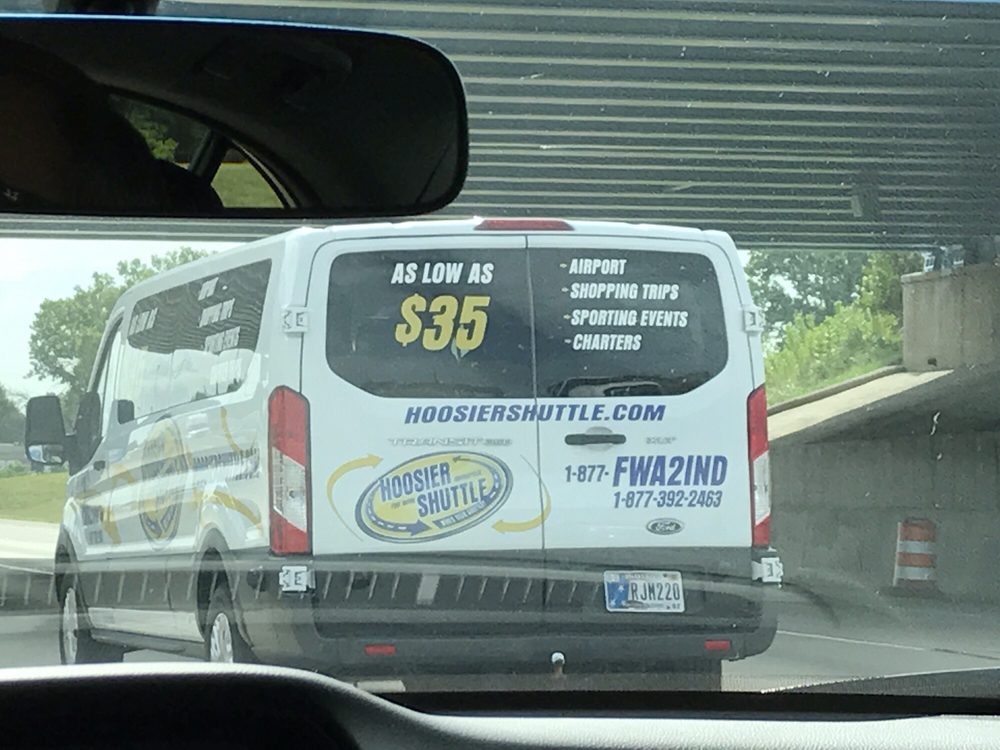 AS LOW AS
$35
- AIRPORT
- SHOPPING TRIPS
- SPORTING EVENTS
- CHARTERS
HOOSIERSHUTTLE.COM
TRANSIT
HOOSIER
SHUTTLE
1-877-FWA2IND
1-877-392-2463
Ford
RJM220